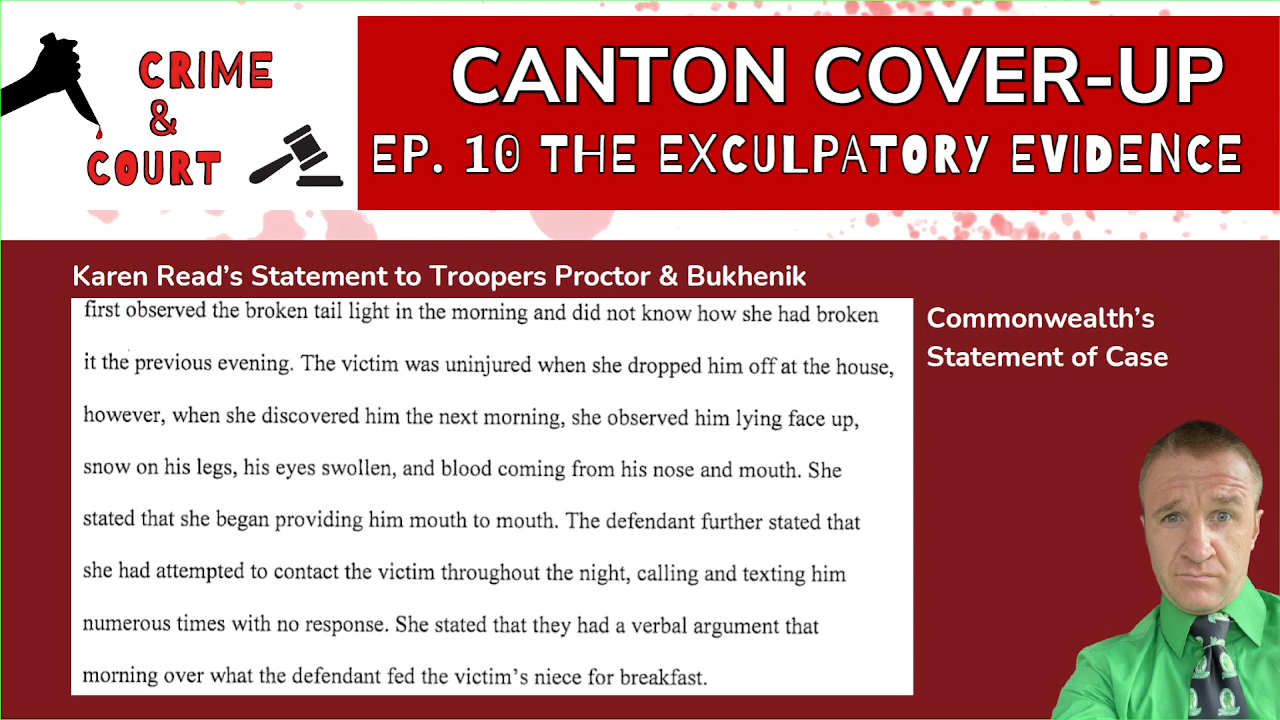 CRIME
&
COURT
CANTON COVER-UP
EP. 10 THE EXCULPATORY EVIDENCE
Karen Read's Statement to Troopers Proctor & Bukhenik
first observed the broken tail light in the morning and did not know how she had broken
it the previous evening. The victim was uninjured when she dropped him off at the house,
however, when she discovered him the next morning, she observed him lying face up,
snow on his legs, his eyes swollen, and blood coming from his nose and mouth. She
stated that she began providing him mouth to mouth. The defendant further stated that
she had attempted to contact the victim throughout the night, calling and texting him
numerous times with no response. She stated that they had a verbal argument that
morning over what the defendant fed the victim's niece for breakfast.
Commonwealth's
Statement of Case